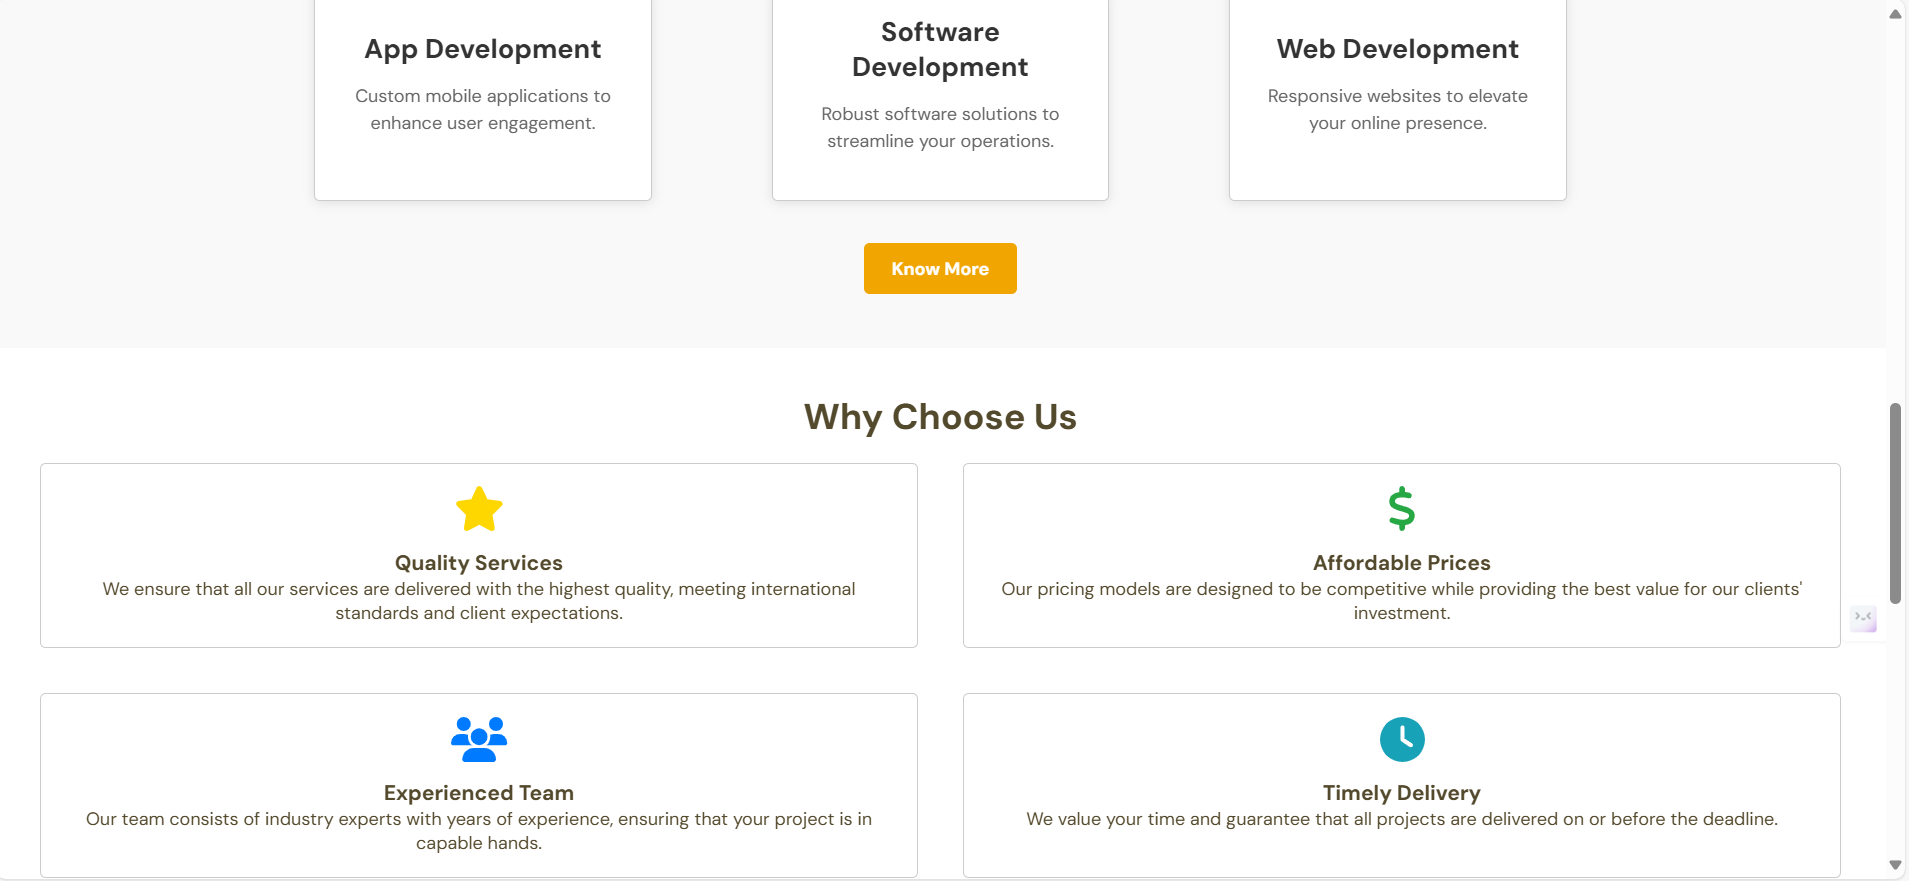 App Development
Custom mobile applications to
enhance user engagement.
Software
Development
Robust software solutions to
streamline your operations.
Web Development
Responsive websites to elevate
your online presence.
Know More
Why Choose Us
Quality Services
We ensure that all our services are delivered with the highest quality, meeting international
standards and client expectations.
Affordable Prices
Our pricing models are designed to be competitive while providing the best value for our clients'
investment.
Experienced Team
Our team consists of industry experts with years of experience, ensuring that your project is in
capable hands.
Timely Delivery
We value your time and guarantee that all projects are delivered on or before the deadline.